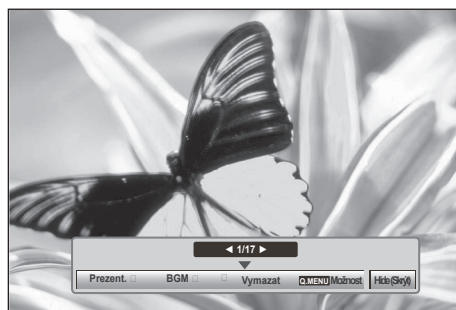 ◀ 1/17 ▶
Prezent. □ BGM □ □ Vymazat Q.MENU Možnost Hide(Skrýt)